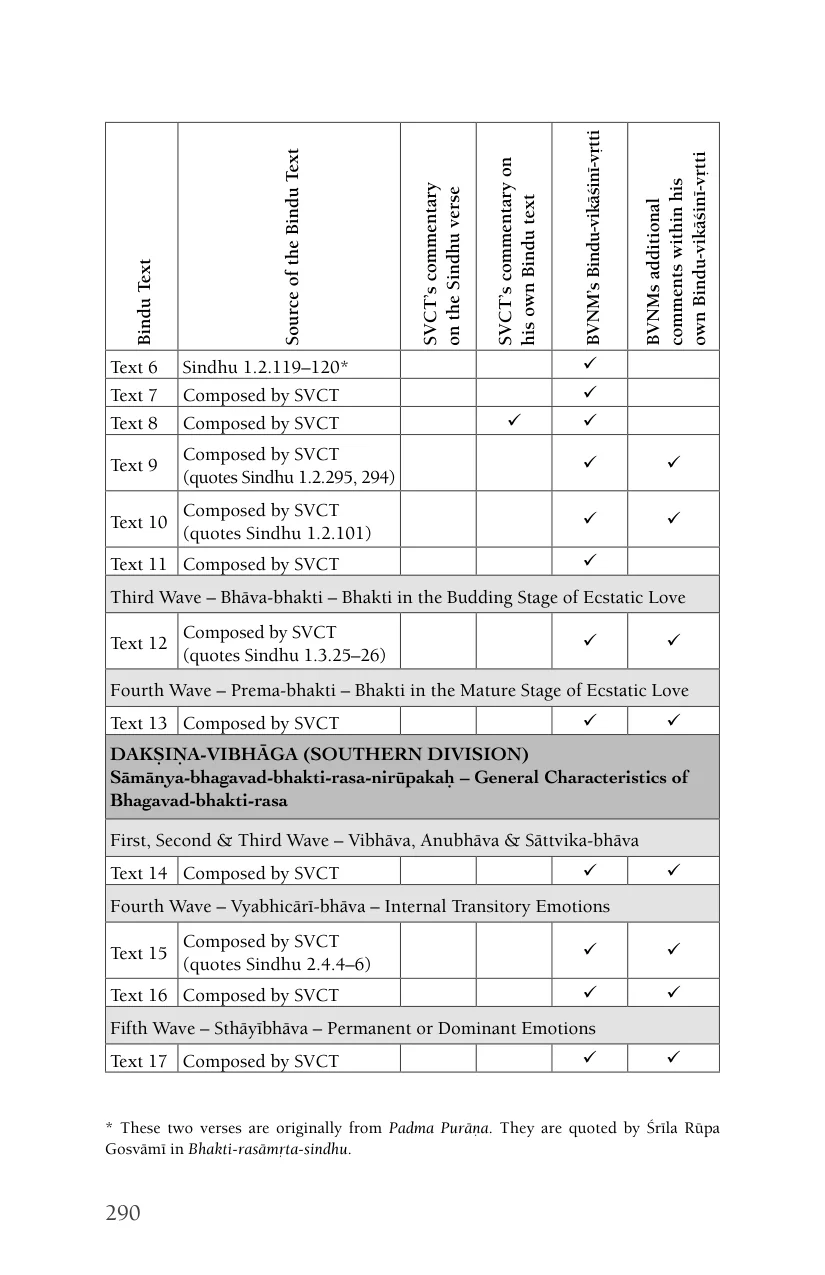 Bindu Text
Source of the Bindu Text
SVCT's commentary
on the Sindhu verse
SVCT's commentary on
his own Bindu text
BVNM's Bindu-vikāśinī-vṛtti
BVNMs additional
comments within his
own Bindu-vikāśinī-vṛtti
Text 6 Sindhu 1.2.119–120* ✓
Text 7 Composed by SVCT ✓
Text 8 Composed by SVCT ✓ ✓
Text 9 Composed by SVCT
(quotes Sindhu 1.2.295, 294) ✓ ✓
Text 10 Composed by SVCT
(quotes Sindhu 1.2.101) ✓ ✓
Text 11 Composed by SVCT ✓
Third Wave – Bhāva-bhakti – Bhakti in the Budding Stage of Ecstatic Love
Text 12 Composed by SVCT
(quotes Sindhu 1.3.25–26) ✓ ✓
Fourth Wave – Prema-bhakti – Bhakti in the Mature Stage of Ecstatic Love
Text 13 Composed by SVCT ✓ ✓
DAKṢIṆA-VIBHĀGA (SOUTHERN DIVISION)
Sāmānya-bhagavad-bhakti-rasa-nirūpakaḥ – General Characteristics of
Bhagavad-bhakti-rasa
First, Second & Third Wave – Vibhāva, Anubhāva & Sāttvika-bhāva
Text 14 Composed by SVCT ✓ ✓
Fourth Wave – Vyabhicārī-bhāva – Internal Transitory Emotions
Text 15 Composed by SVCT
(quotes Sindhu 2.4.4–6) ✓ ✓
Text 16 Composed by SVCT ✓ ✓
Fifth Wave – Sthāyībhāva – Permanent or Dominant Emotions
Text 17 Composed by SVCT ✓ ✓
* These two verses are originally from Padma Purāṇa. They are quoted by Śrīla Rūpa
Gosvāmī in Bhakti-rasāmṛta-sindhu.
290